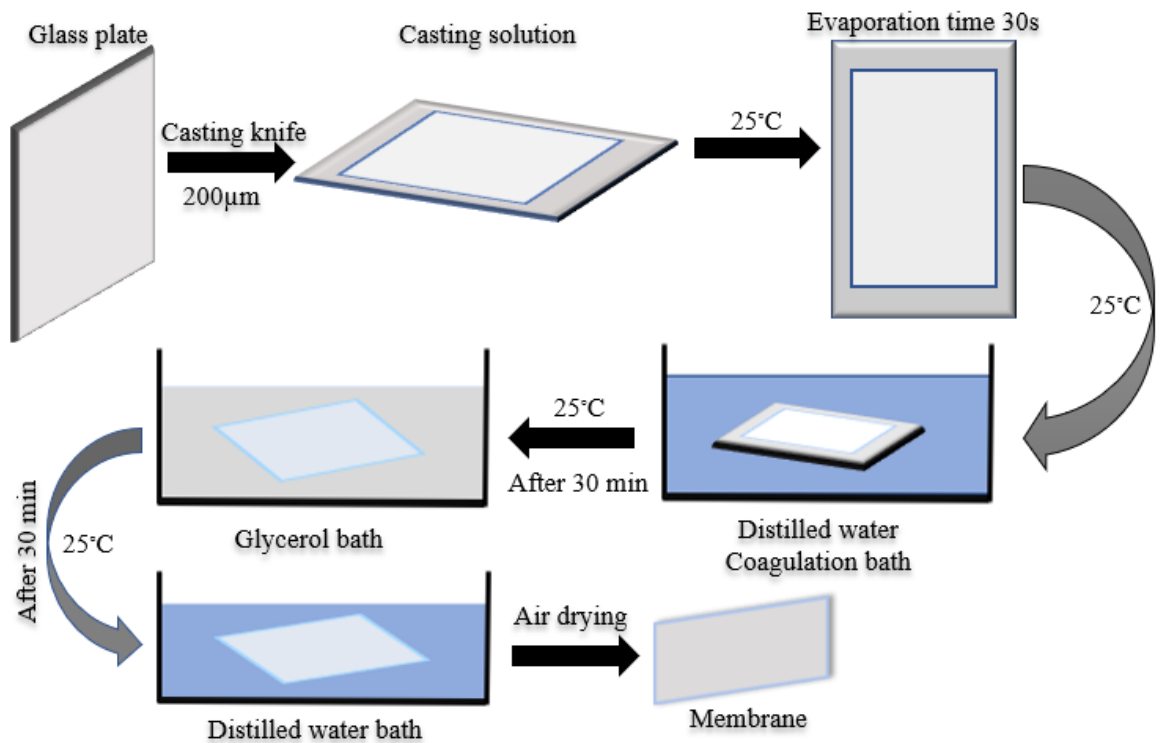 Glass plate
Casting solution
Evaporation time 30s
Casting knife
200µm
25°C
25°C
25°C
After 30 min
Distilled water
Coagulation bath
Glycerol bath
After 30 min
25°C
Distilled water bath
Air drying
Membrane